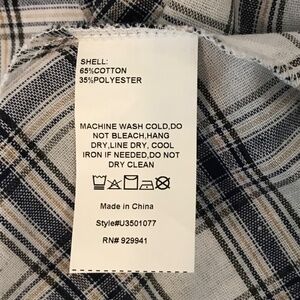 SHELL:
65%COTTON
35%POLYESTER
MACHINE WASH COLD,DO
NOT BLEACH,HANG
DRY,LINE DRY, COOL
IRON IF NEEDED,DO NOT
DRY CLEAN
Made in China
Style#U3501077
RN# 929941